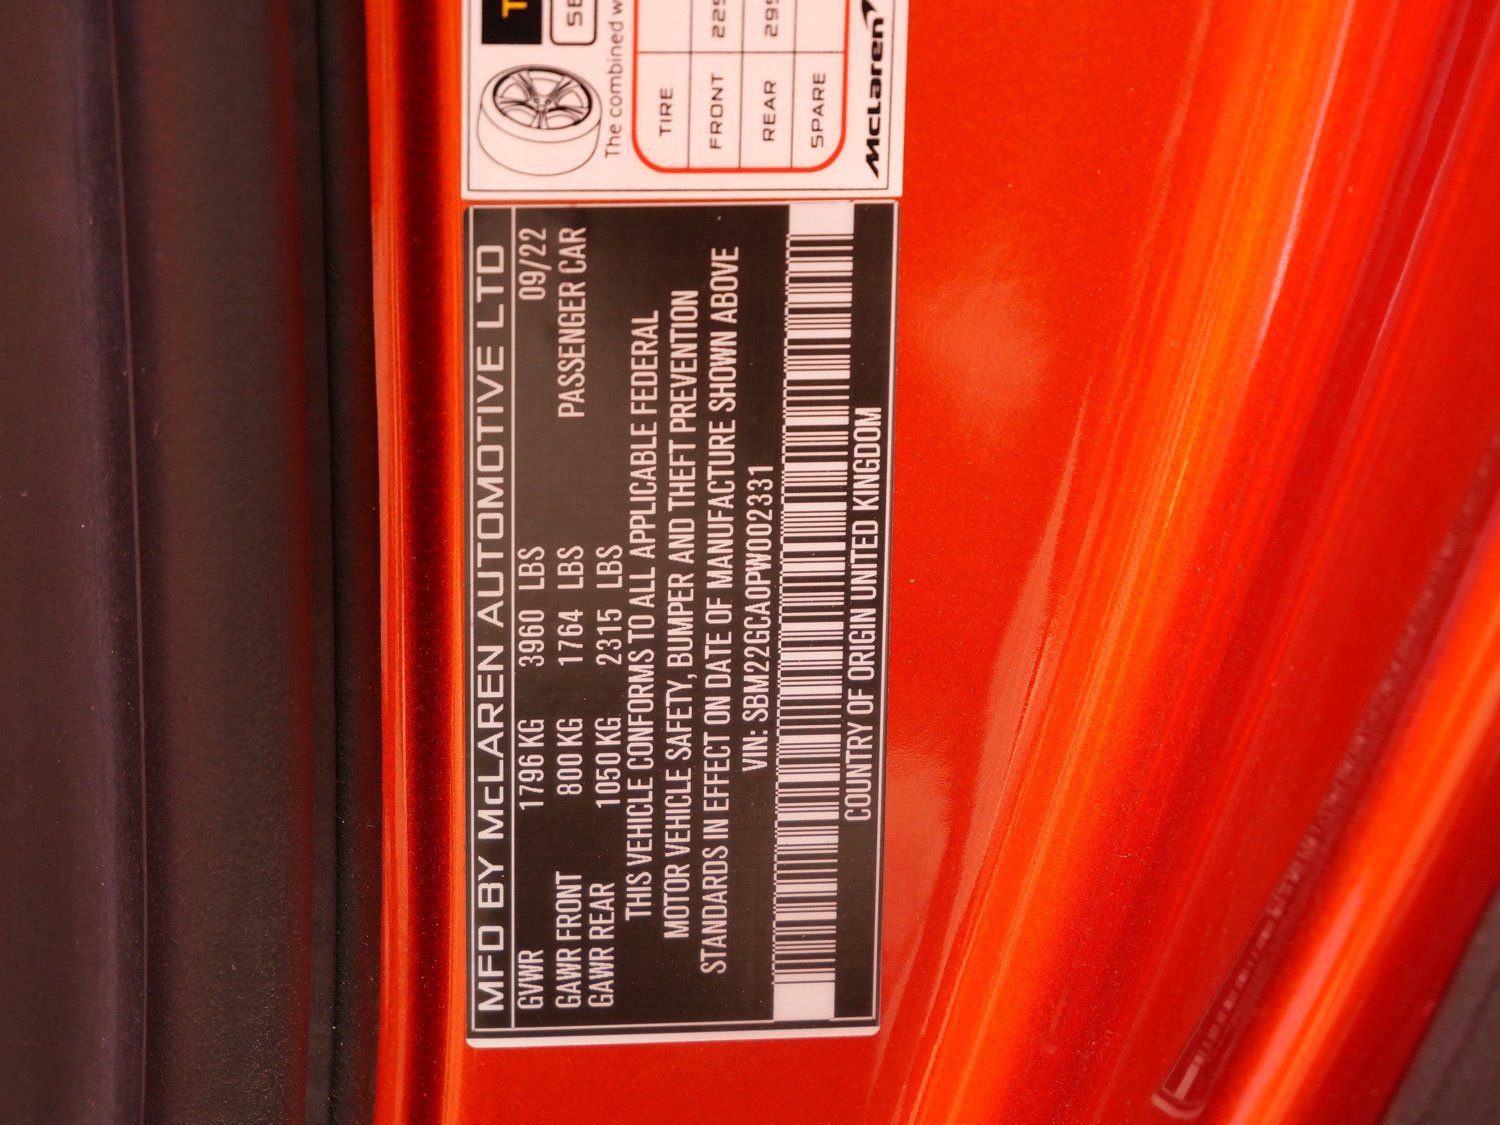 MFD BY McLAREN AUTOMOTIVE LTD
GVWR 1796 KG 3960 LBS 09/22
GAWR FRONT 800 KG 1764 LBS PASSENGER CAR
GAWR REAR 1050 KG 2315 LBS
THIS VEHICLE CONFORMS TO ALL APPLICABLE FEDERAL
MOTOR VEHICLE SAFETY, BUMPER AND THEFT PREVENTION
STANDARDS IN EFFECT ON DATE OF MANUFACTURE SHOWN ABOVE
VIN: SBM22GCA0PW002331
COUNTRY OF ORIGIN UNITED KINGDOM
The combined
TIRE
FRONT
REAR
SPARE
McLaren